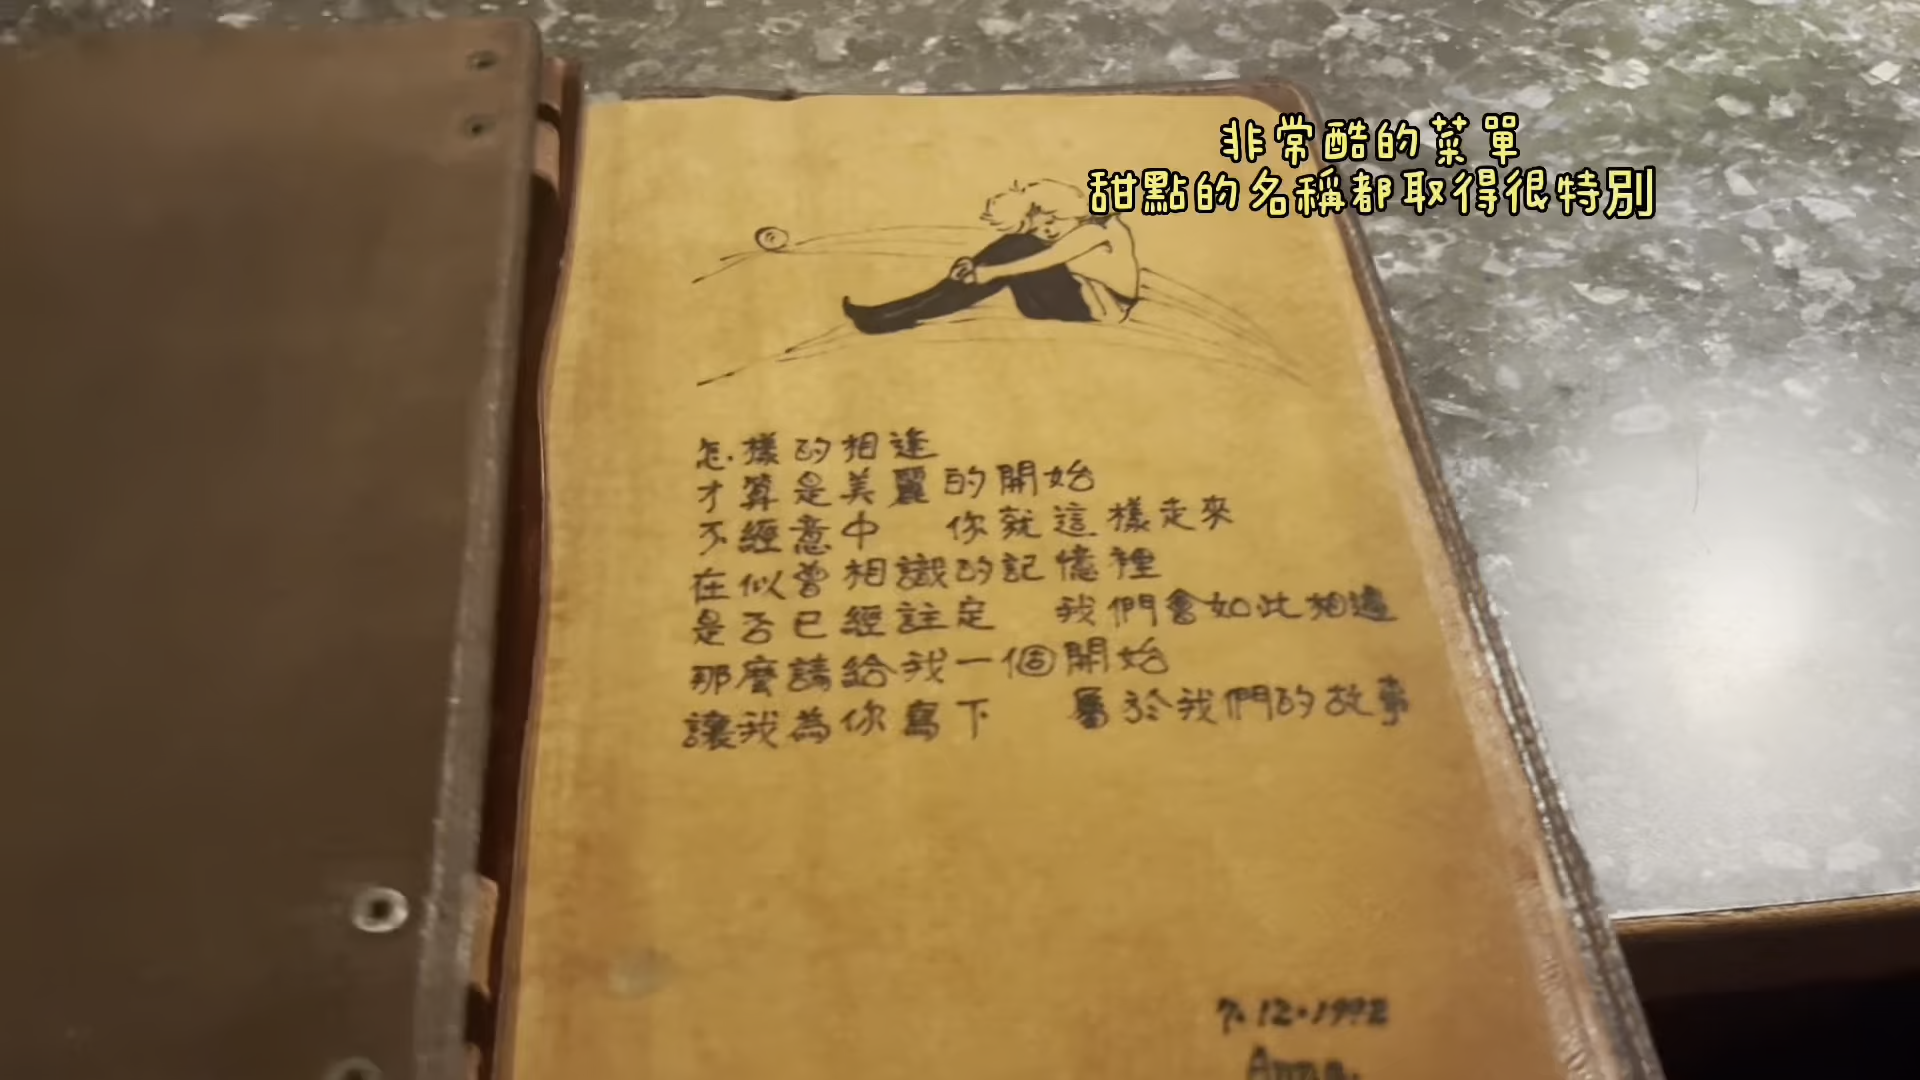 非常酷的菜單
甜點的名稱都取得很特別
怎樣的相逢
才算是美麗的開始
不經意中　你就這樣走來
在似曾相識的記憶裡
是否已經註定　我們會如此相逢
那麼請給我一個開始
讓我為你寫下　屬於我們的故事
7.12.1992
Anna.